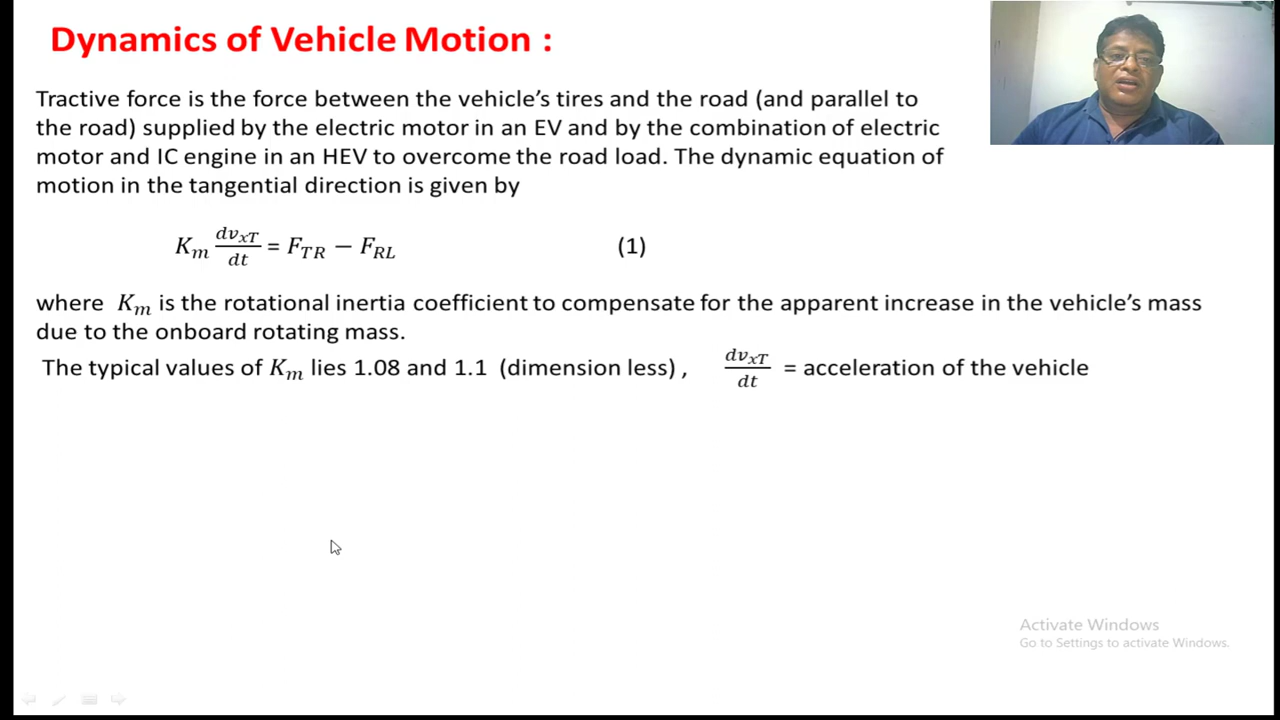 Dynamics of Vehicle Motion :
Tractive force is the force between the vehicle’s tires and the road (and parallel to
the road) supplied by the electric motor in an EV and by the combination of electric
motor and IC engine in an HEV to overcome the road load. The dynamic equation of
motion in the tangential direction is given by
K_m dv_xT/dt = F_TR − F_RL (1)
where K_m is the rotational inertia coefficient to compensate for the apparent increase in the vehicle’s mass
due to the onboard rotating mass.
The typical values of K_m lies 1.08 and 1.1 (dimension less) , dv_xT/dt = acceleration of the vehicle
Activate Windows
Go to Settings to activate Windows.